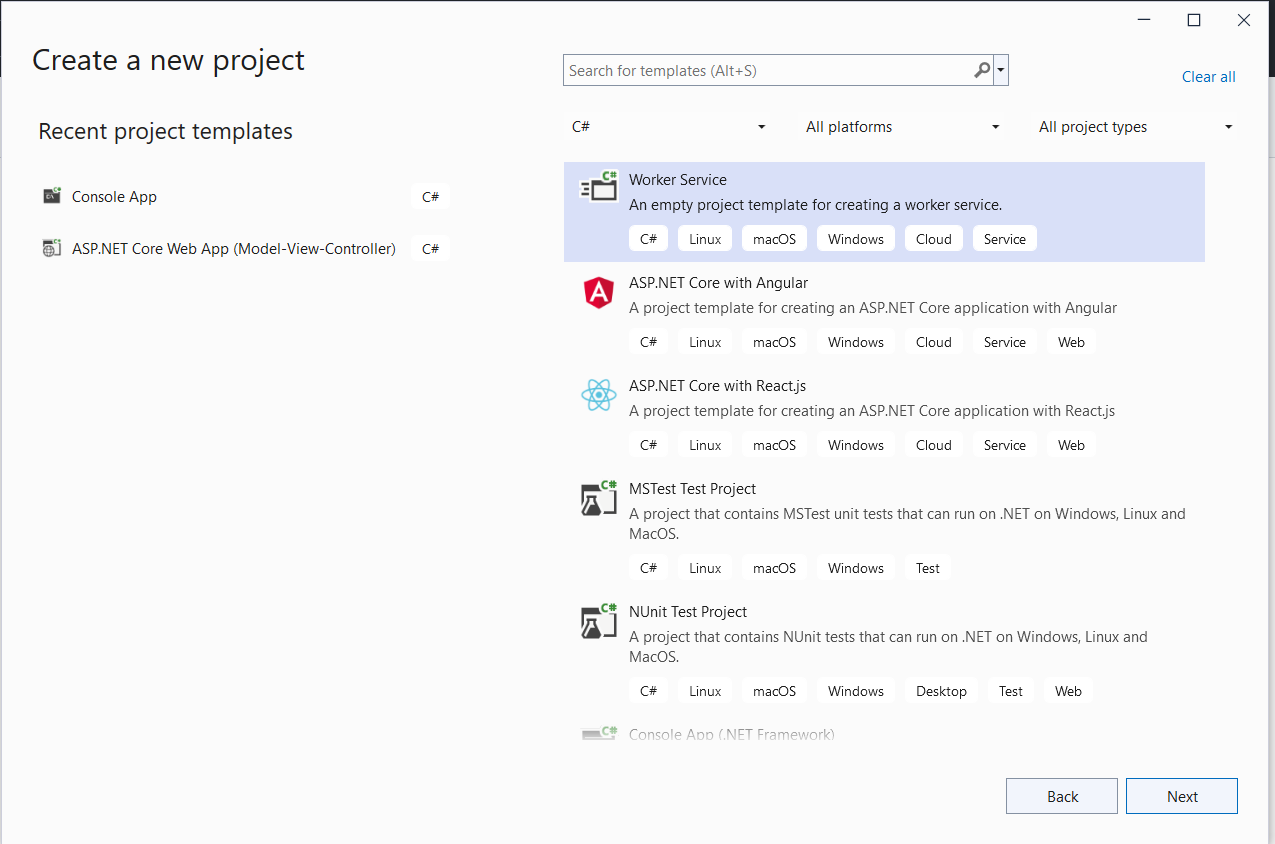 Create a new project
Search for templates (Alt+S)
Clear all
Recent project templates
C#
All platforms
All project types
Console App C#
ASP.NET Core Web App (Model-View-Controller) C#
C#
Worker Service
An empty project template for creating a worker service.
C# Linux macOS Windows Cloud Service
ASP.NET Core with Angular
A project template for creating an ASP.NET Core application with Angular
C# Linux macOS Windows Cloud Service Web
ASP.NET Core with React.js
A project template for creating an ASP.NET Core application with React.js
C# Linux macOS Windows Cloud Service Web
C#
MSTest Test Project
A project that contains MSTest unit tests that can run on .NET on Windows, Linux and
MacOS.
C# Linux macOS Windows Test
C#
NUnit Test Project
A project that contains NUnit tests that can run on .NET on Windows, Linux and
MacOS.
C# Linux macOS Windows Desktop Test Web
C#
Console App (.NET Framework)
Back
Next